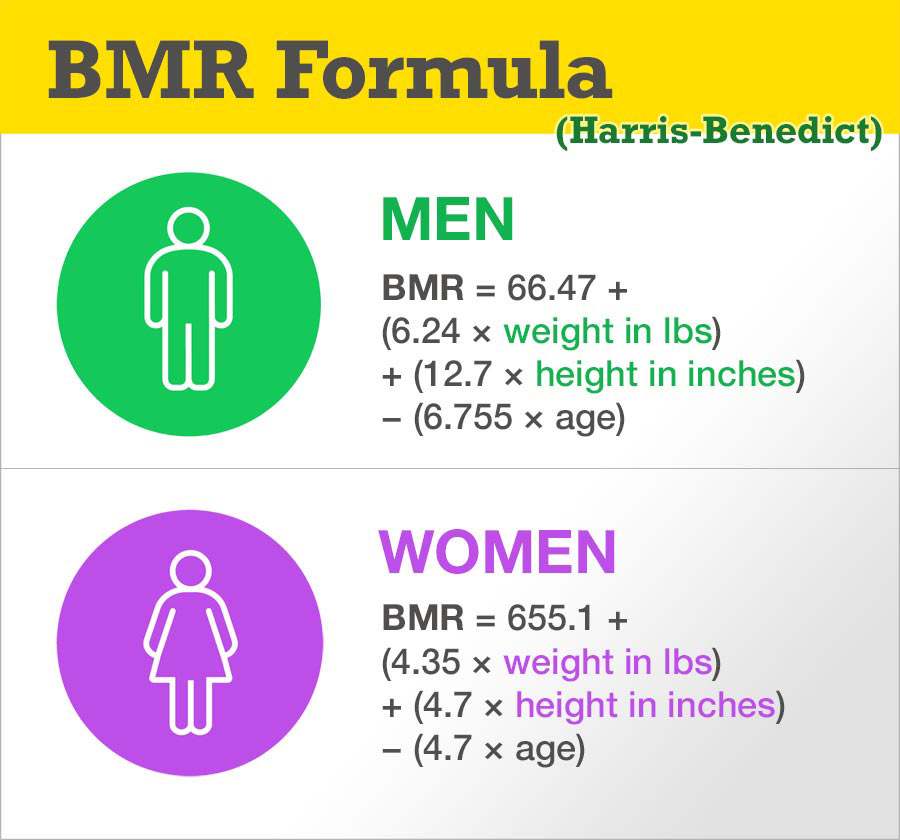 BMR Formula
(Harris-Benedict)
MEN
BMR = 66.47 +
(6.24 × weight in lbs)
+ (12.7 × height in inches)
– (6.755 × age)
WOMEN
BMR = 655.1 +
(4.35 × weight in lbs)
+ (4.7 × height in inches)
– (4.7 × age)